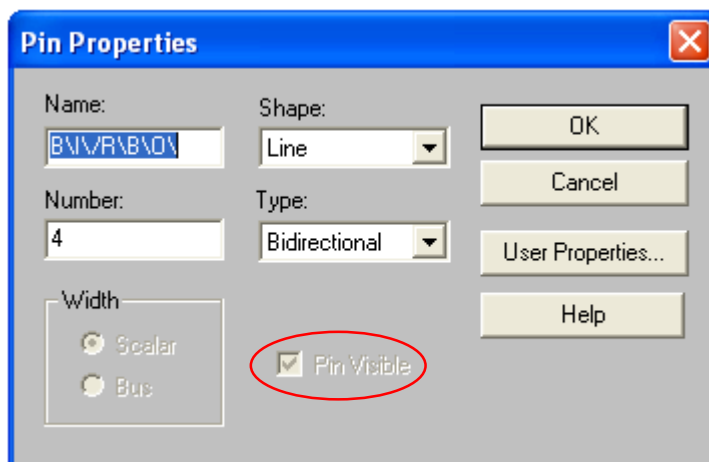 Pin Properties
Name:
B\I\/R\B\O\
Shape:
Line
OK
Cancel
Number:
4
Type:
Bidirectional
User Properties...
Width
Scalar
Bus
Pin Visible
Help